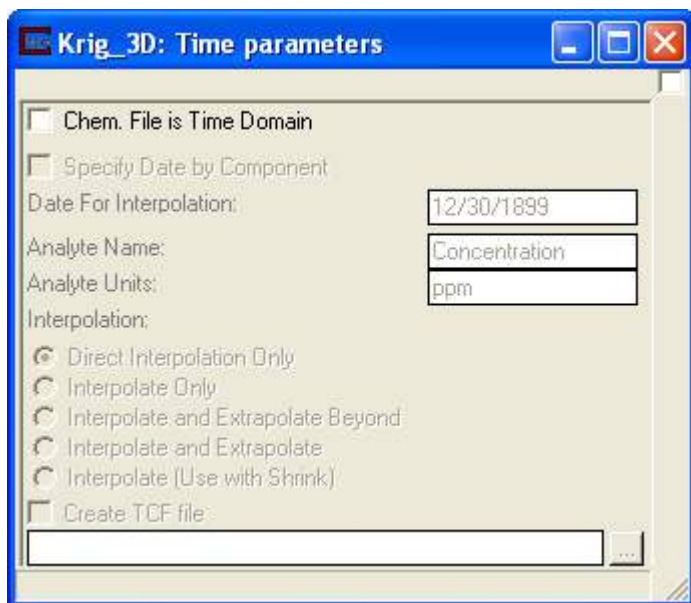 Krig_3D: Time parameters
Chem. File is Time Domain
Specify Date by Component
Date For Interpolation: 12/30/1899
Analyte Name: Concentration
Analyte Units: ppm
Interpolation:
Direct Interpolation Only
Interpolate Only
Interpolate and Extrapolate Beyond
Interpolate and Extrapolate
Interpolate (Use with Shrink)
Create TCF file
...